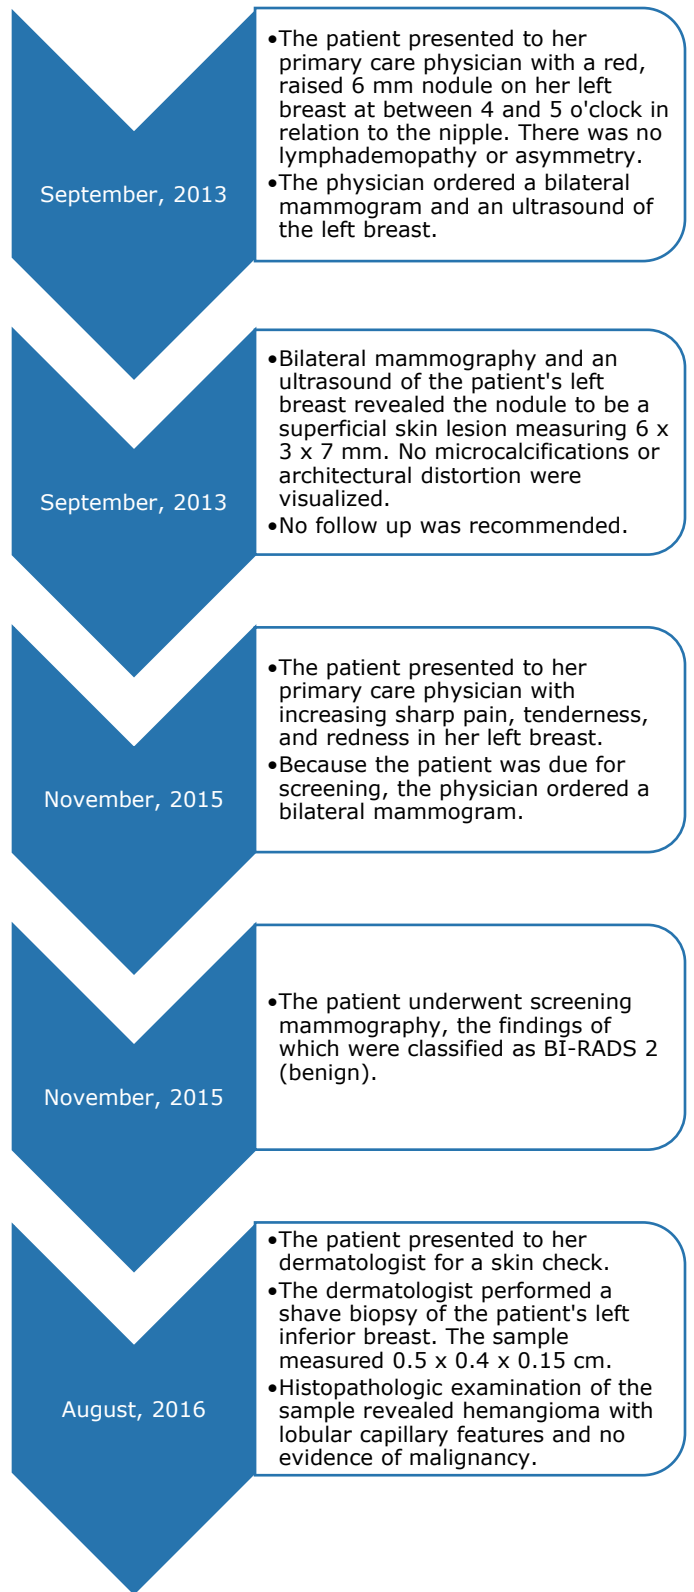 September, 2013
•The patient presented to her
primary care physician with a red,
raised 6 mm nodule on her left
breast at between 4 and 5 o'clock in
relation to the nipple. There was no
lymphademopathy or asymmetry.
•The physician ordered a bilateral
mammogram and an ultrasound of
the left breast.
September, 2013
•Bilateral mammography and an
ultrasound of the patient's left
breast revealed the nodule to be a
superficial skin lesion measuring 6 x
3 x 7 mm. No microcalcifications or
architectural distortion were
visualized.
•No follow up was recommended.
November, 2015
•The patient presented to her
primary care physician with
increasing sharp pain, tenderness,
and redness in her left breast.
•Because the patient was due for
screening, the physician ordered a
bilateral mammogram.
November, 2015
•The patient underwent screening
mammography, the findings of
which were classified as BI-RADS 2
(benign).
August, 2016
•The patient presented to her
dermatologist for a skin check.
•The dermatologist performed a
shave biopsy of the patient's left
inferior breast. The sample
measured 0.5 x 0.4 x 0.15 cm.
•Histopathologic examination of the
sample revealed hemangioma with
lobular capillary features and no
evidence of malignancy.